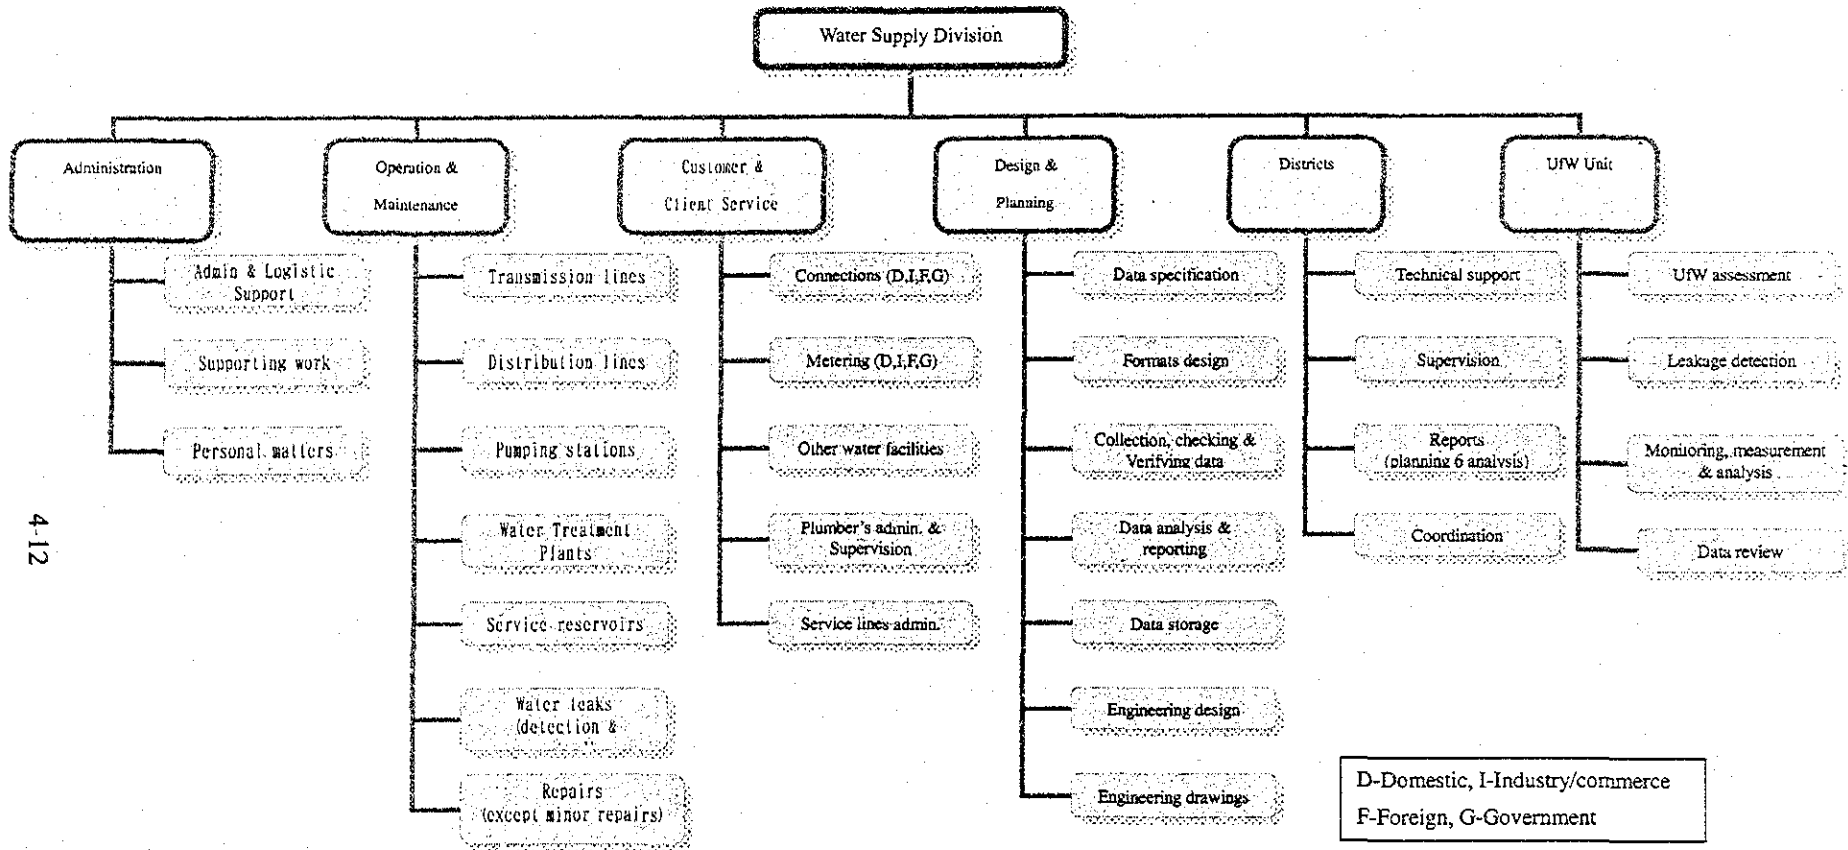 Water Supply Division
Administration
Admin & Logistic
Support
Supporting work
Personal matters
Operation &
Maintenance
Transmission lines
Distribution lines
Pumping stations
Water Treatment
Plants
Service reservoirs
Water leaks
(detection &
Repairs
(except minor repairs)
Customer &
Client Service
Connections (D,I,F,G)
Metering (D,I,F,G)
Other water facilities
Plumber's admin. &
Supervision
Service lines admin.
Design &
Planning
Data specification
Formats design
Collection, checking &
Verifying data
Data analysis &
reporting
Data storage
Engineering design
Engineering drawings
Districts
Technical support
Supervision
Reports
(planning 6 analysis)
Coordination
UfW Unit
UfW assessment
Leakage detection
Monitoring, measurement
& analysis
Data review
D-Domestic, I-Industry/commerce
F-Foreign, G-Government
4-12